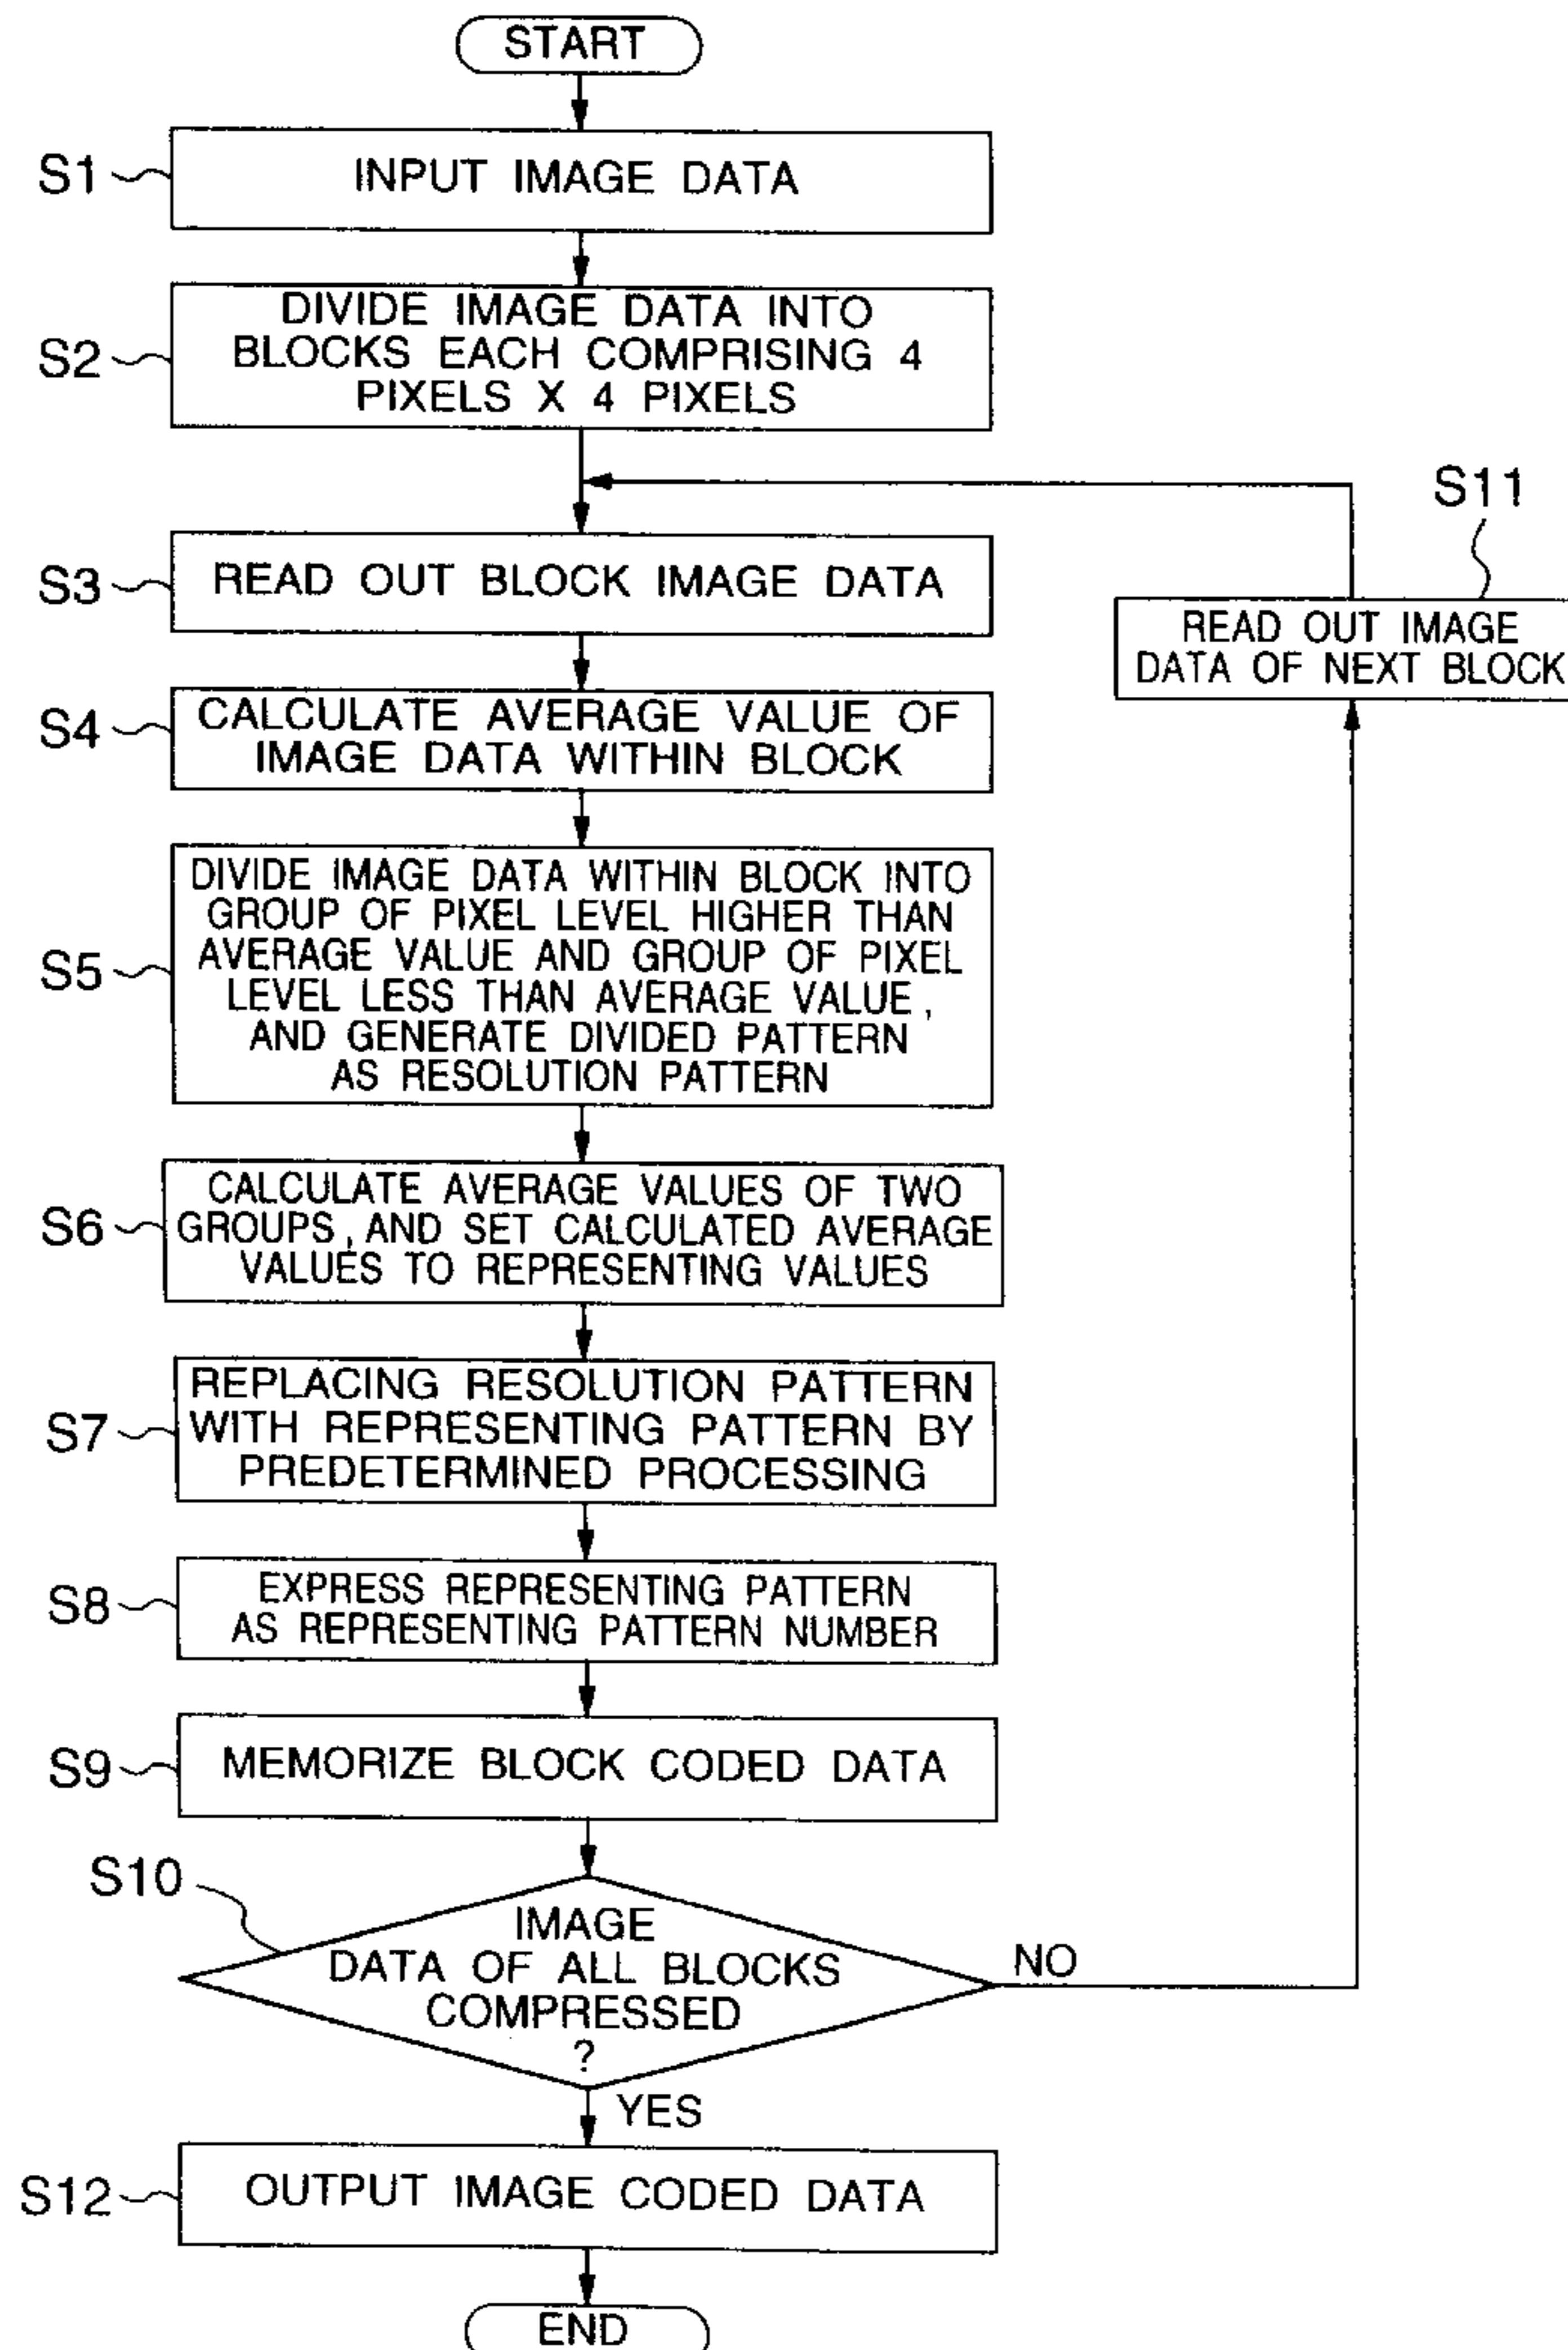 START
S1
INPUT IMAGE DATA
S2
DIVIDE IMAGE DATA INTO
BLOCKS EACH COMPRISING 4
PIXELS X 4 PIXELS
S11
READ OUT IMAGE
DATA OF NEXT BLOCK
S3
READ OUT BLOCK IMAGE DATA
S4
CALCULATE AVERAGE VALUE OF
IMAGE DATA WITHIN BLOCK
S5
DIVIDE IMAGE DATA WITHIN BLOCK INTO
GROUP OF PIXEL LEVEL HIGHER THAN
AVERAGE VALUE AND GROUP OF PIXEL
LEVEL LESS THAN AVERAGE VALUE,
AND GENERATE DIVIDED PATTERN
AS RESOLUTION PATTERN
S6
CALCULATE AVERAGE VALUES OF TWO
GROUPS, AND SET CALCULATED AVERAGE
VALUES TO REPRESENTING VALUES
S7
REPLACING RESOLUTION PATTERN
WITH REPRESENTING PATTERN BY
PREDETERMINED PROCESSING
S8
EXPRESS REPRESENTING PATTERN
AS REPRESENTING PATTERN NUMBER
S9
MEMORIZE BLOCK CODED DATA
S10
IMAGE
DATA OF ALL BLOCKS
COMPRESSED
?
NO
YES
S12
OUTPUT IMAGE CODED DATA
END